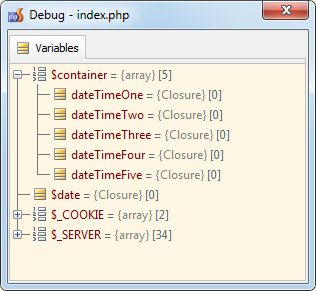 Debug - index.php
Variables
$container = {array} [5]
dateTimeOne = {Closure} [0]
dateTimeTwo = {Closure} [0]
dateTimeThree = {Closure} [0]
dateTimeFour = {Closure} [0]
dateTimeFive = {Closure} [0]
$date = {Closure} [0]
$_COOKIE = {array} [2]
$_SERVER = {array} [34]